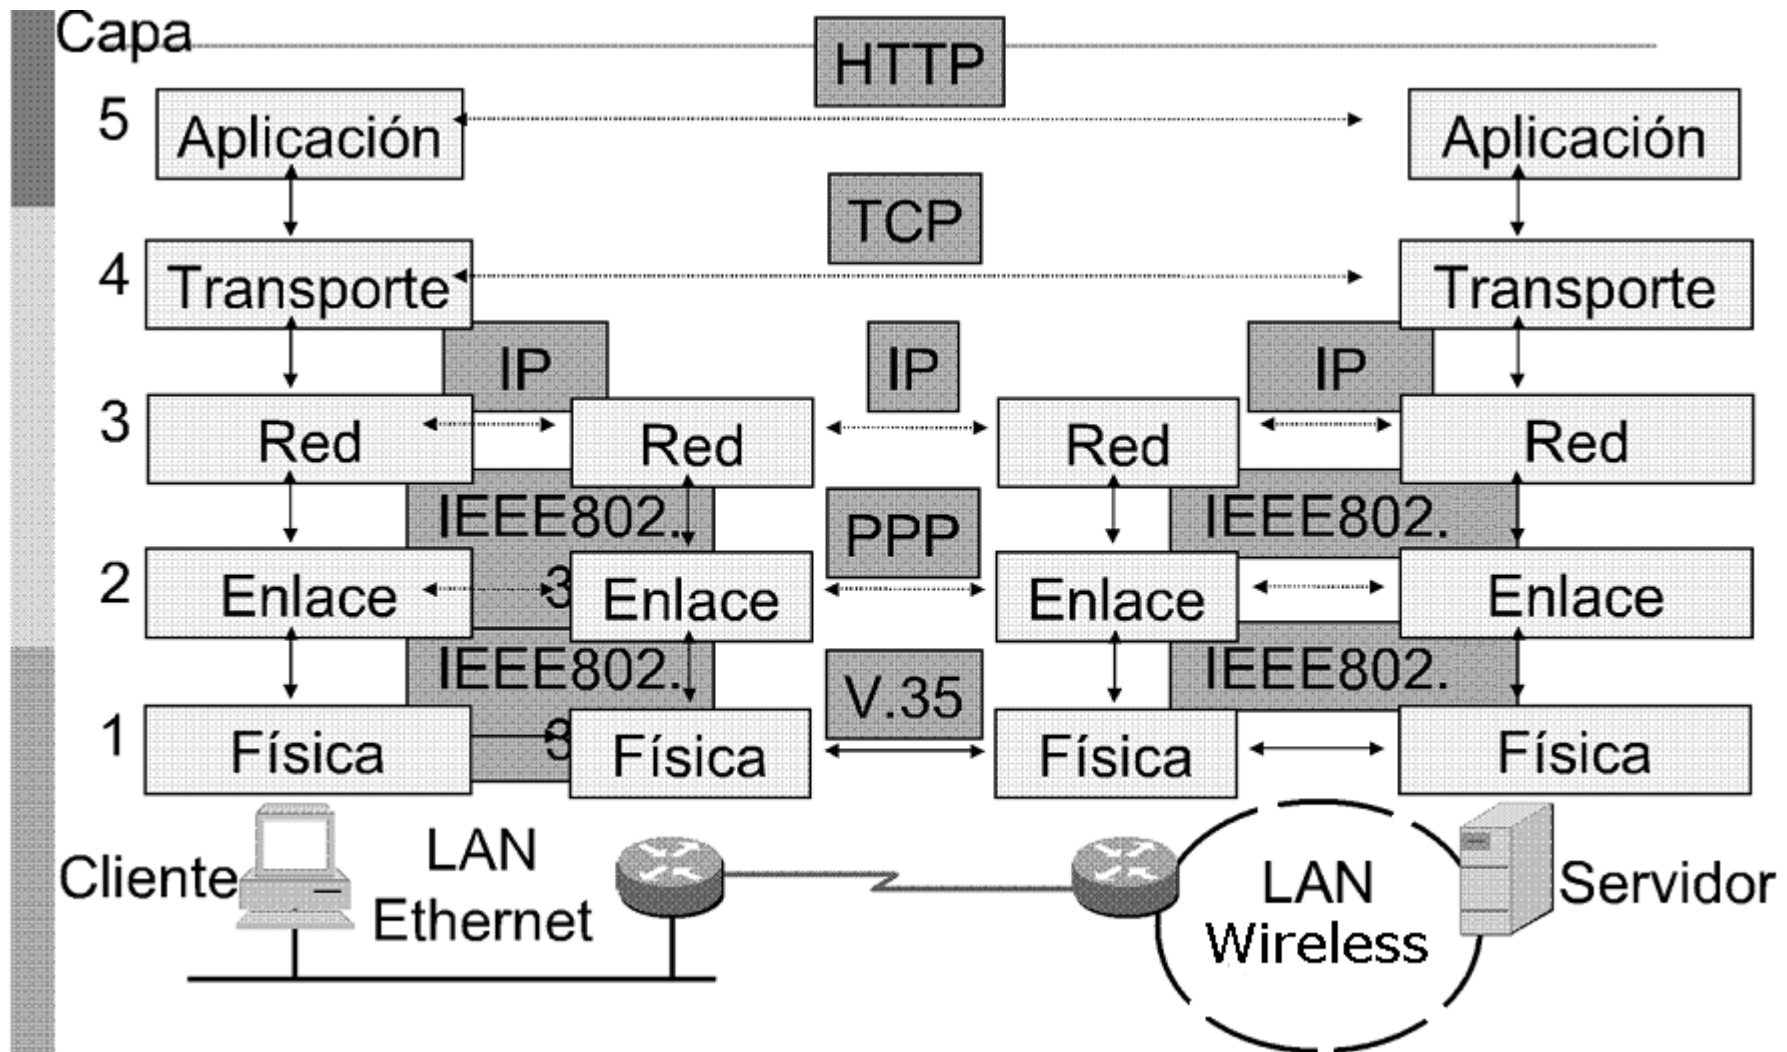 Capa
HTTP
5 Aplicación Aplicación
TCP
4 Transporte Transporte
IP IP IP
3 Red Red Red Red
IEEE802.3 PPP IEEE802.
2 Enlace Enlace Enlace Enlace
IEEE802.3 V.35 IEEE802.
1 Física Física Física Física
Cliente LAN Ethernet LAN Wireless Servidor